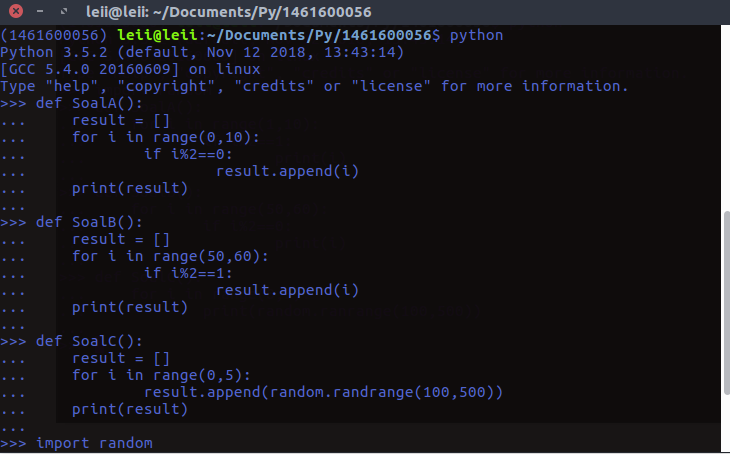 leii@leii: ~/Documents/Py/1461600056
(1461600056) leii@leii:~/Documents/Py/1461600056$ python
Python 3.5.2 (default, Nov 12 2018, 13:43:14)
[GCC 5.4.0 20160609] on linux
Type "help", "copyright", "credits" or "license" for more information.
>>> def SoalA():
...     result = []
...     for i in range(0,10):
...             if i%2==0:
...                     result.append(i)
...     print(result)
...
>>> def SoalB():
...     result = []
...     for i in range(50,60):
...             if i%2==1:
...                     result.append(i)
...     print(result)
...
>>> def SoalC():
...     result = []
...     for i in range(0,5):
...             result.append(random.randrange(100,500))
...     print(result)
...
>>> import random